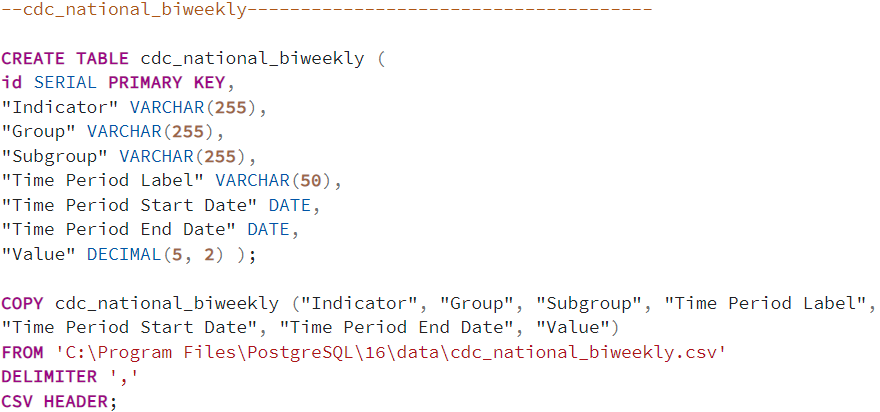 --cdc_national_biweekly--------------------------------------
CREATE TABLE cdc_national_biweekly (
id SERIAL PRIMARY KEY,
"Indicator" VARCHAR(255),
"Group" VARCHAR(255),
"Subgroup" VARCHAR(255),
"Time Period Label" VARCHAR(50),
"Time Period Start Date" DATE,
"Time Period End Date" DATE,
"Value" DECIMAL(5, 2) );
COPY cdc_national_biweekly ("Indicator", "Group", "Subgroup", "Time Period Label",
"Time Period Start Date", "Time Period End Date", "Value")
FROM 'C:\Program Files\PostgreSQL\16\data\cdc_national_biweekly.csv'
DELIMITER ','
CSV HEADER;